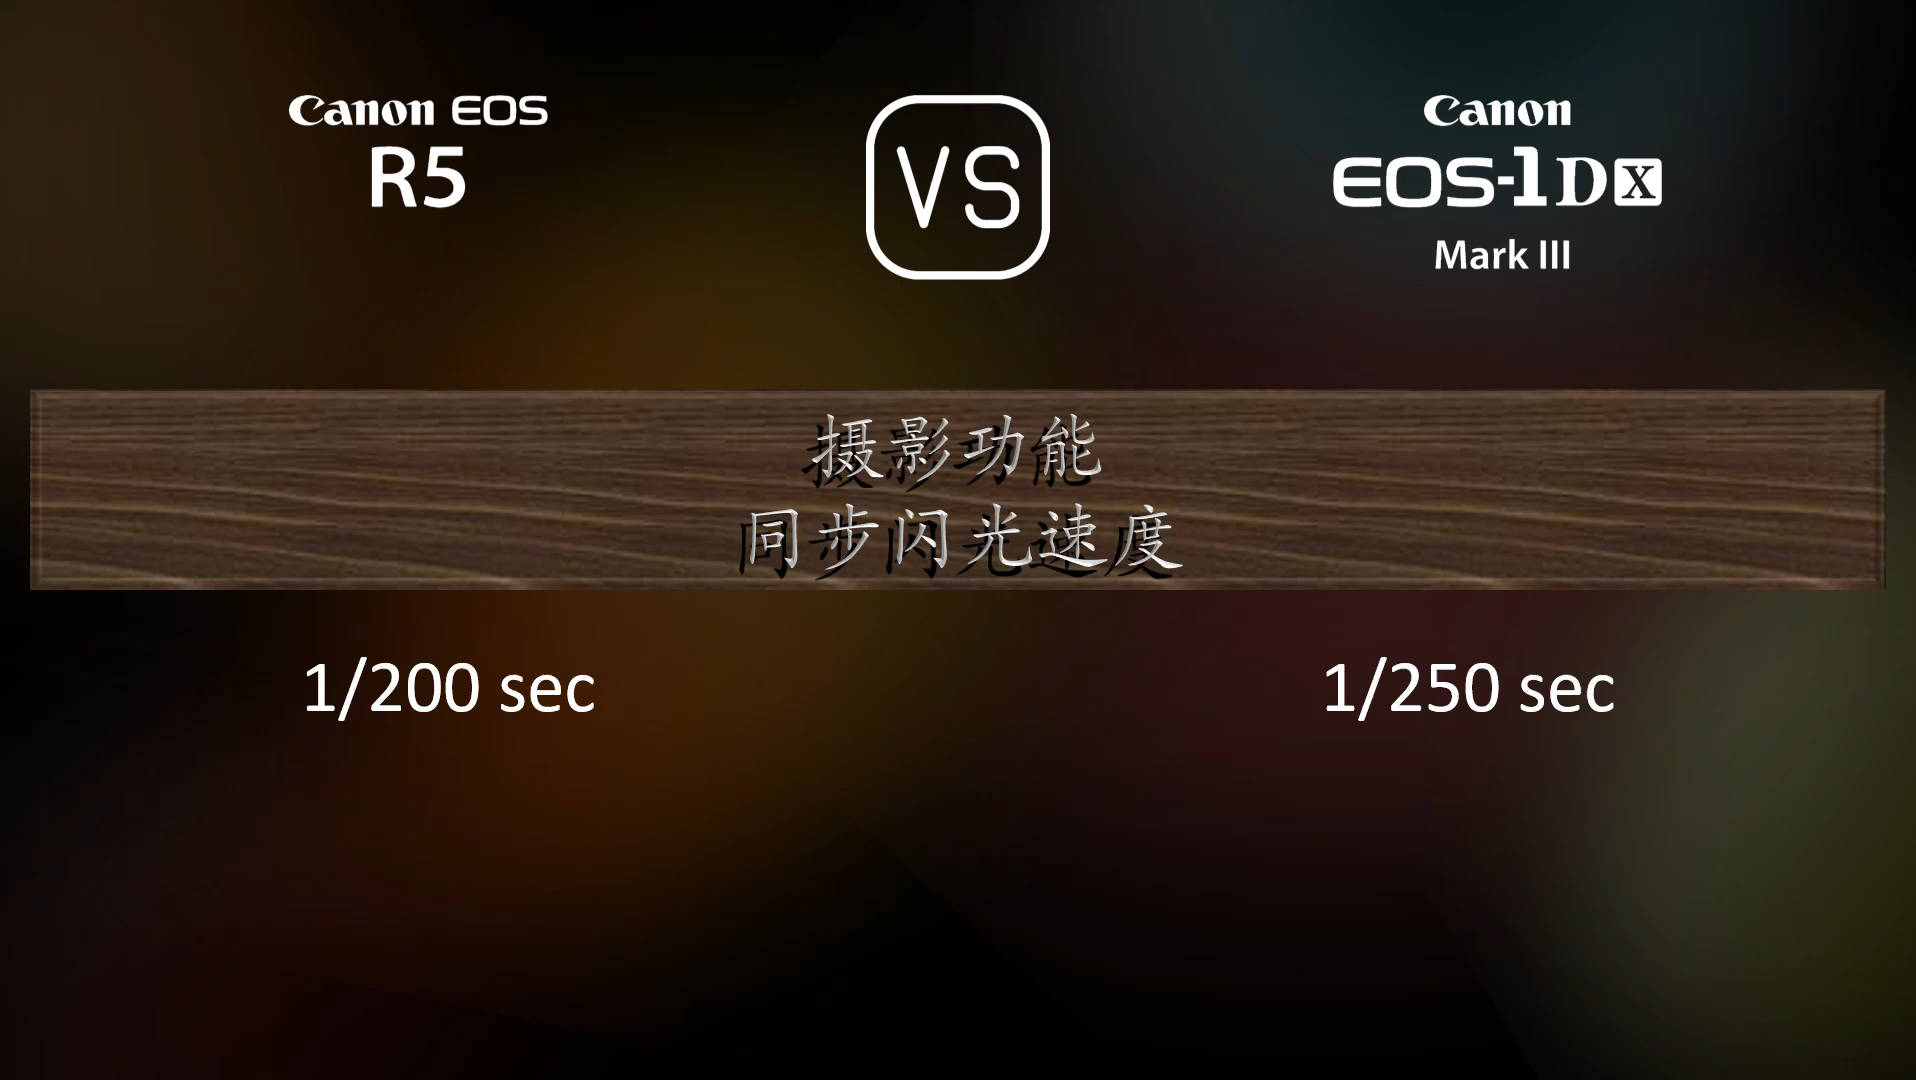 Canon EOS
R5
VS
Canon
EOS-1 D X
Mark III
摄影功能
同步闪光速度
1/200 sec
1/250 sec